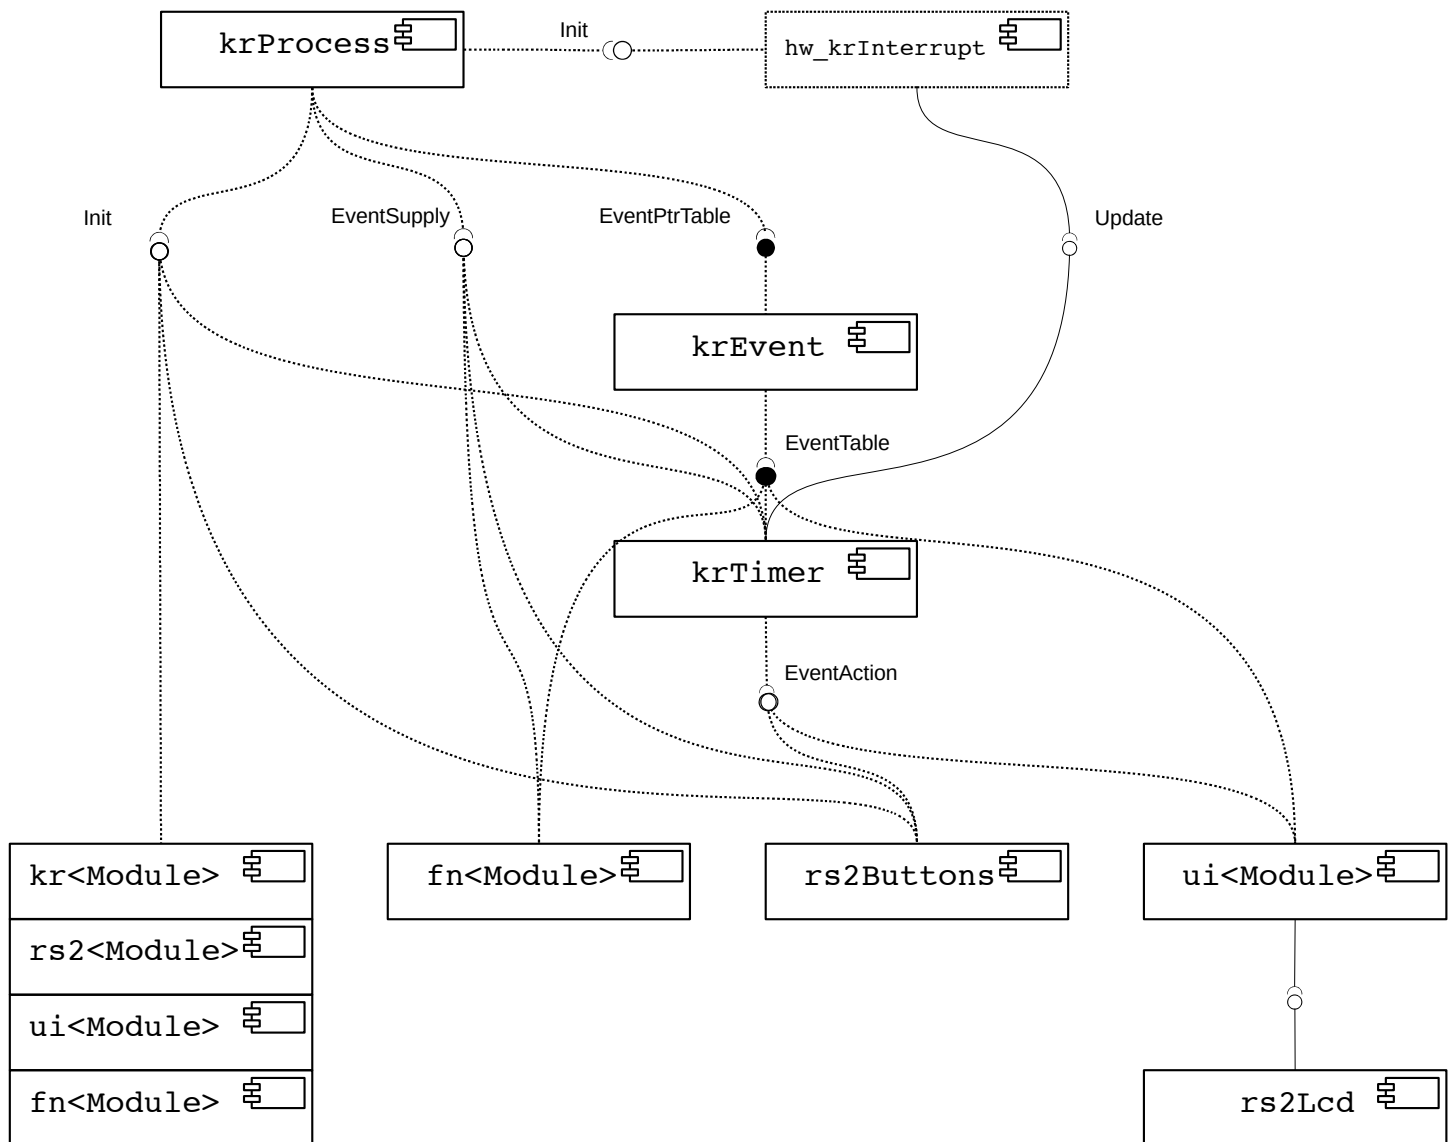 krProcess
Init
hw_krInterrupt
Init
EventSupply
EventPtrTable
Update
krEvent
EventTable
krTimer
EventAction
kr<Module>
fn<Module>
rs2Buttons
ui<Module>
rs2<Module>
ui<Module>
fn<Module>
rs2Lcd